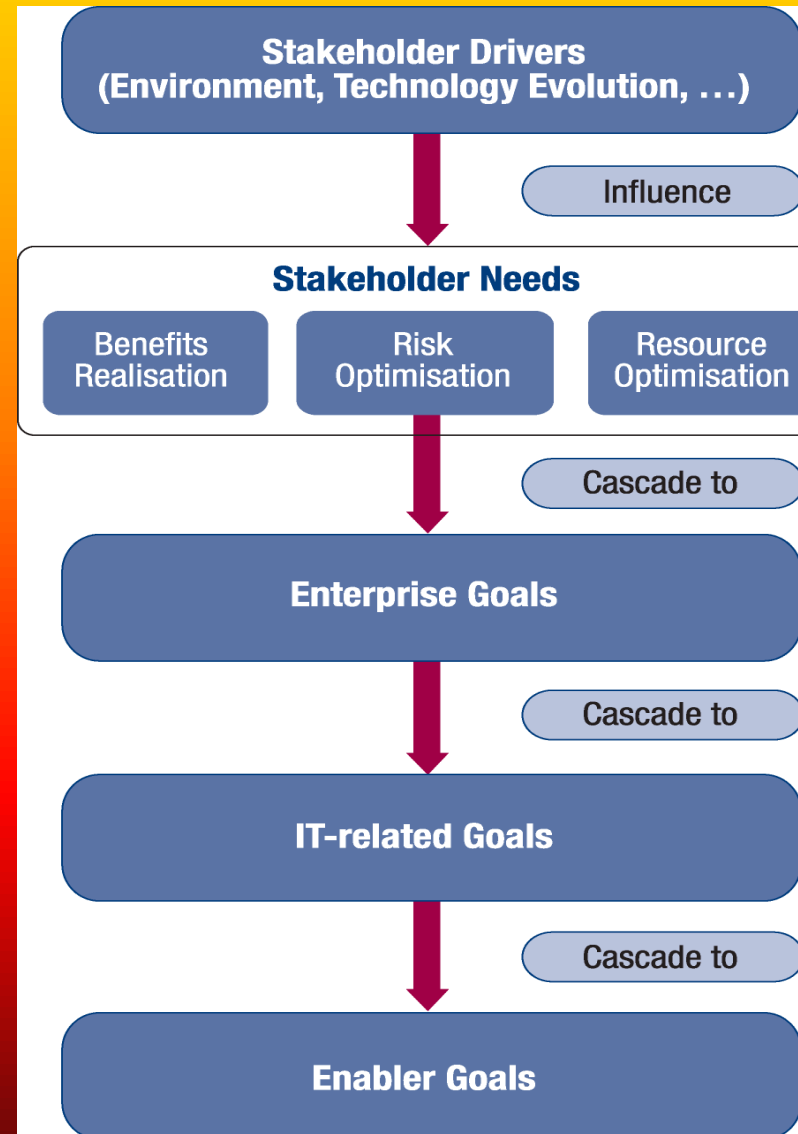 Stakeholder Drivers
(Environment, Technology Evolution, …)
Influence
Stakeholder Needs
Benefits
Realisation
Risk
Optimisation
Resource
Optimisation
Cascade to
Enterprise Goals
Cascade to
IT-related Goals
Cascade to
Enabler Goals